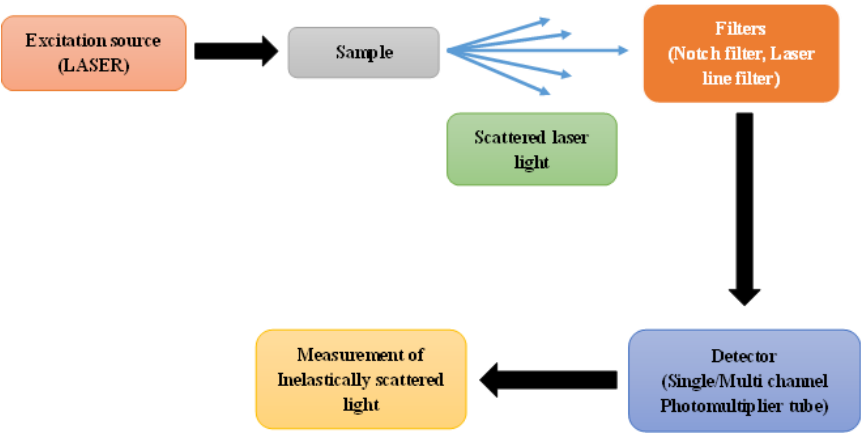 Excitation source
(LASER)
Sample
Filters
(Notch filter, Laser
line filter)
Scattered laser
light
Measurement of
Inelastically scattered
light
Detector
(Single/Multi channel
Photomultiplier tube)